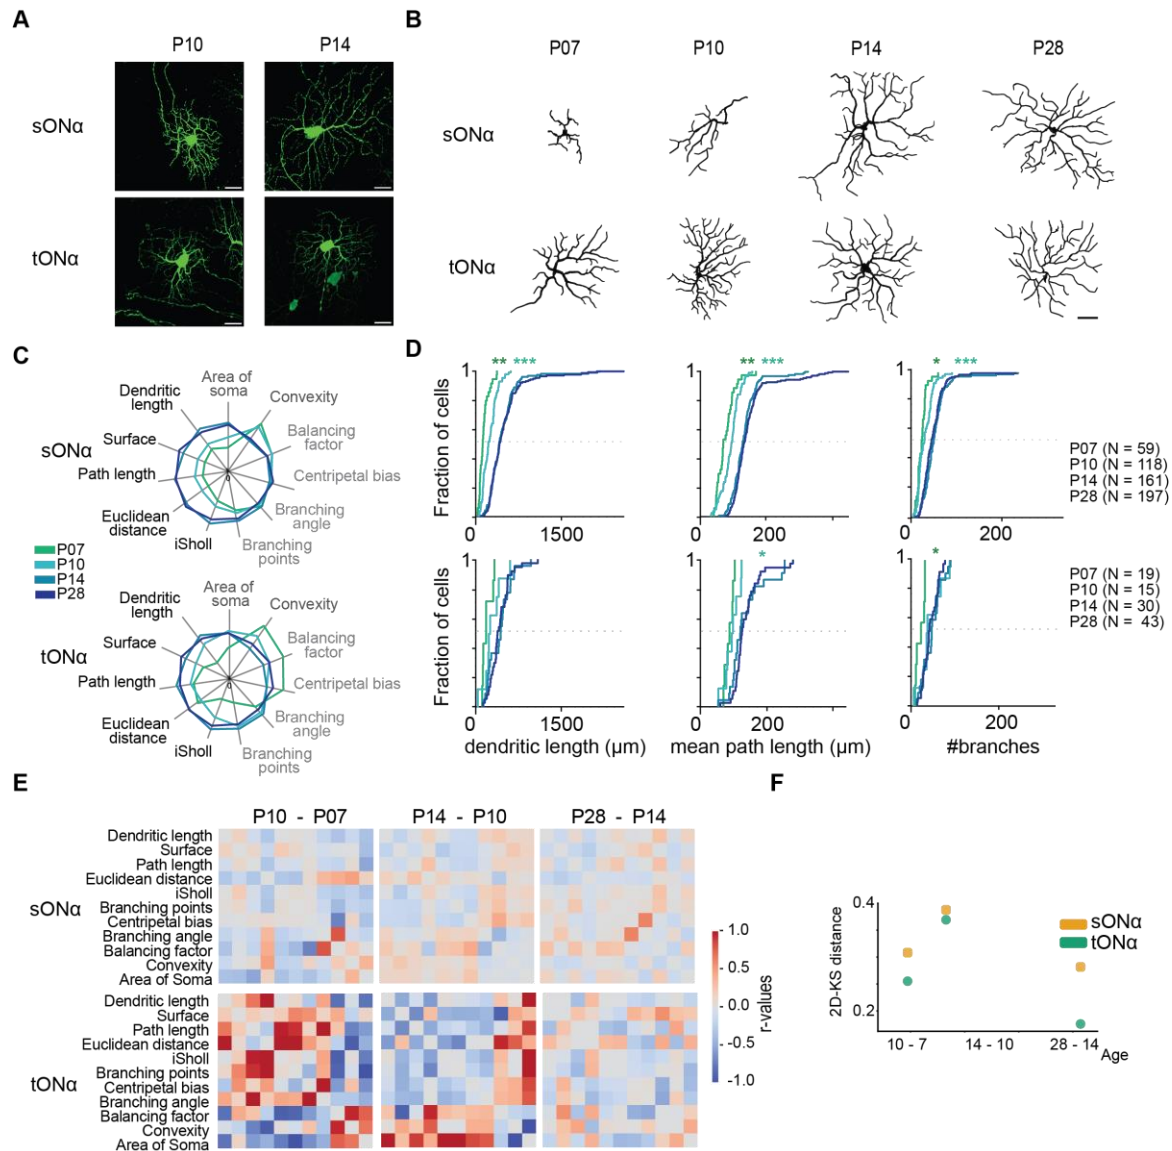 A
P10
P14
sONα
tONα
B
P07
P10
P14
P28
sONα
tONα
C
sONα
Area of
soma
Convexity
Balancing
factor
Centripetal bias
Branching
angle
Branching
points
iSholl
Euclidean
distance
Path length
Surface
Dendritic
length
0
P07
P10
P14
P28
tONα
Area of
soma
Convexity
Balancing
factor
Centripetal bias
Branching
angle
Branching
points
iSholl
Euclidean
distance
Path length
Surface
Dendritic
length
0
D
Fraction of cells
1
** ***
0
1500
1
** ***
0
200
400
1
* ***
0
200
P07 (N = 59)
P10 (N = 118)
P14 (N = 161)
P28 (N = 197)
Fraction of cells
1
0
1500
dendritic length (μm)
1
*
0
200
400
mean path length (μm)
1
*
0
200
#branches
P07 (N = 19)
P10 (N = 15)
P14 (N = 30)
P28 (N = 43)
E
P10 - P07
P14 - P10
P28 - P14
sONα
Dendritic length
Surface
Path length
Euclidean distance
iSholl
Branching points
Centripetal bias
Branching angle
Balancing factor
Convexity
Area of Soma
tONα
Dendritic length
Surface
Path length
Euclidean distance
iSholl
Branching points
Centripetal bias
Branching angle
Balancing factor
Convexity
Area of Soma
1.0
0.5
0.0
-0.5
-1.0
r-values
F
2D-KS distance
0.4
0.2
sONα
tONα
10 - 7
14 - 10
28 - 14
Age